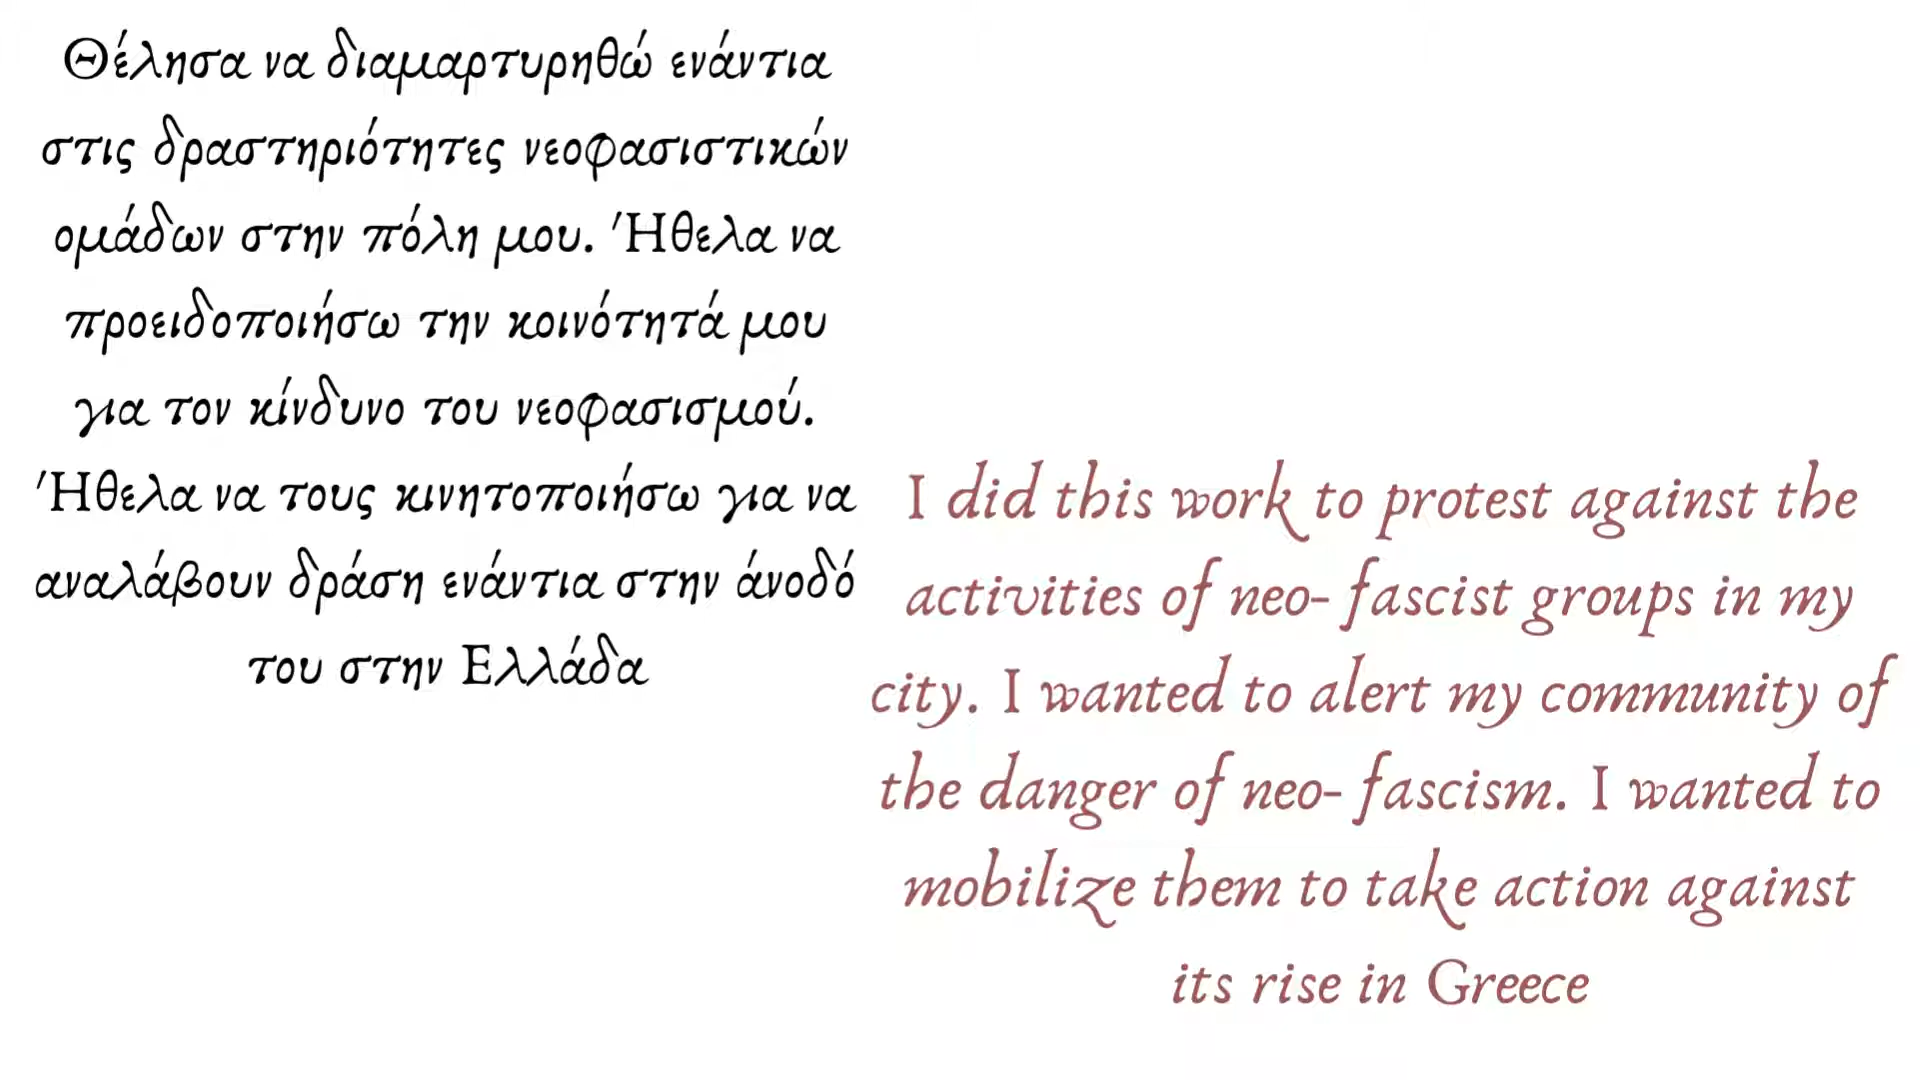 Θέλησα να διαμαρτυρηθώ ενάντια
στις δραστηριότητες νεοφασιστικών
ομάδων στην πόλη μου. Ήθελα να
προειδοποιήσω την κοινότητά μου
για τον κίνδυνο του νεοφασισμού.
Ήθελα να τους κινητοποιήσω για να
αναλάβουν δράση ενάντια στην άνοδό
του στην Ελλάδα
I did this work to protest against the
activities of neo- fascist groups in my
city. I wanted to alert my community of
the danger of neo- fascism. I wanted to
mobilize them to take action against
its rise in Greece